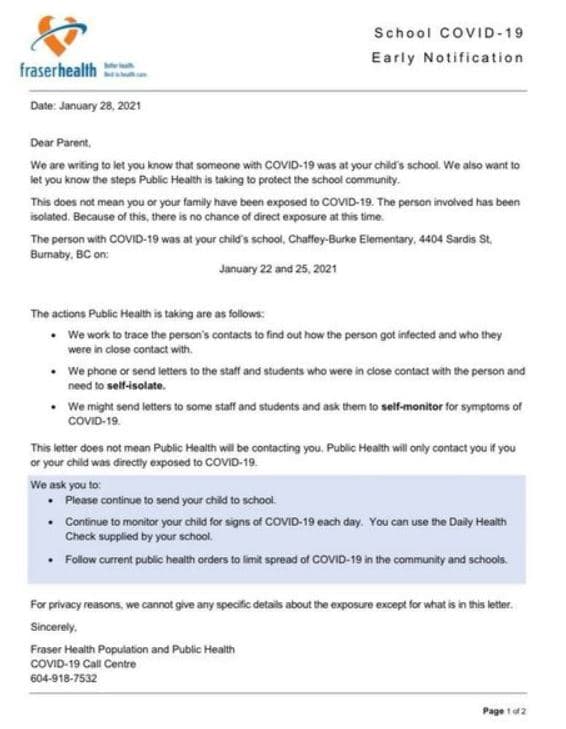 School COVID-19
Early Notification
fraserhealth
Better health.
Best in health care.
Date: January 28, 2021
Dear Parent,
We are writing to let you know that someone with COVID-19 was at your child's school. We also want to
let you know the steps Public Health is taking to protect the school community.
This does not mean you or your family have been exposed to COVID-19. The person involved has been
isolated. Because of this, there is no chance of direct exposure at this time.
The person with COVID-19 was at your child's school, Chaffey-Burke Elementary, 4404 Sardis St,
Burnaby, BC on:
January 22 and 25, 2021
The actions Public Health is taking are as follows:
• We work to trace the person's contacts to find out how the person got infected and who they
were in close contact with.
• We phone or send letters to the staff and students who were in close contact with the person and
need to self-isolate.
• We might send letters to some staff and students and ask them to self-monitor for symptoms of
COVID-19.
This letter does not mean Public Health will be contacting you. Public Health will only contact you if you
or your child was directly exposed to COVID-19.
We ask you to:
• Please continue to send your child to school.
• Continue to monitor your child for signs of COVID-19 each day.  You can use the Daily Health
Check supplied by your school.
• Follow current public health orders to limit spread of COVID-19 in the community and schools.
For privacy reasons, we cannot give any specific details about the exposure except for what is in this letter.
Sincerely,
Fraser Health Population and Public Health
COVID-19 Call Centre
604-918-7532
Page 1 of 2